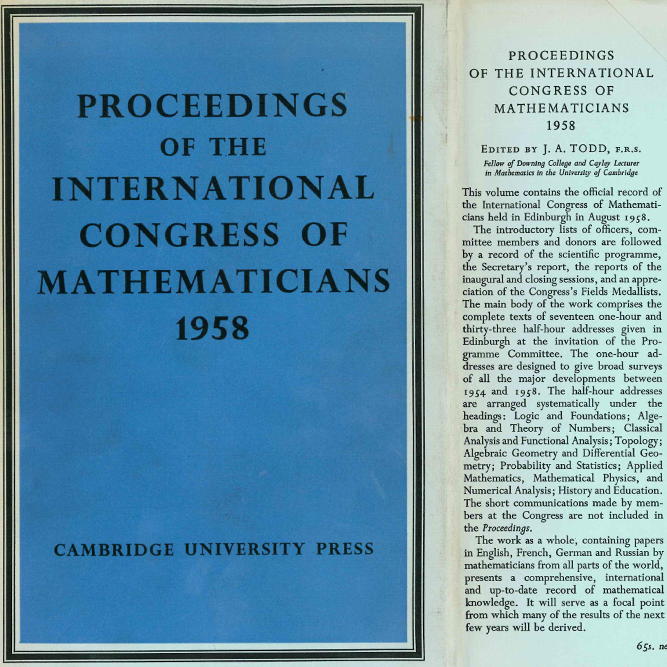 PROCEEDINGS
OF THE
INTERNATIONAL
CONGRESS OF
MATHEMATICIANS
1958
CAMBRIDGE UNIVERSITY PRESS
PROCEEDINGS
OF THE INTERNATIONAL
CONGRESS OF
MATHEMATICIANS
1958
EDITED BY J. A. TODD, F.R.S.
Fellow of Downing College and Cayley Lecturer
in Mathematics in the University of Cambridge
This volume contains the official record of
the International Congress of Mathemati-
cians held in Edinburgh in August 1958.
The introductory lists of officers, com-
mittee members and donors are followed
by a record of the scientific programme,
the Secretary's report, the reports of the
inaugural and closing sessions, and an appre-
ciation of the Congress's Fields Medallists.
The main body of the work comprises the
complete texts of seventeen one-hour and
thirty-three half-hour addresses given in
Edinburgh at the invitation of the Pro-
gramme Committee. The one-hour ad-
dresses are designed to give broad surveys
of all the major developments between
1954 and 1958. The half-hour addresses
are arranged systematically under the
headings: Logic and Foundations; Alge-
bra and Theory of Numbers; Classical
Analysis and Functional Analysis; Topology;
Algebraic Geometry and Differential Geo-
metry; Probability and Statistics; Applied
Mathematics, Mathematical Physics, and
Numerical Analysis; History and Education.
The short communications made by mem-
bers at the Congress are not included in
the Proceedings.
The work as a whole, containing papers
in English, French, German and Russian by
mathematicians from all parts of the world,
presents a comprehensive, international
and up-to-date record of mathematical
knowledge. It will serve as a focal point
from which many of the results of the next
few years will be derived.
65s.